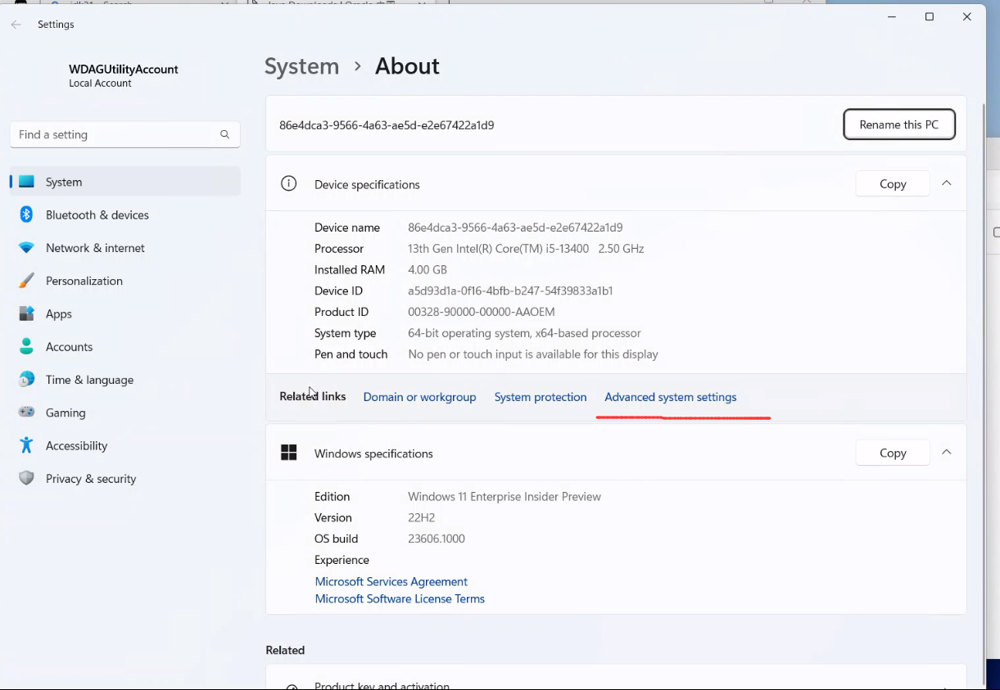 Settings
WDAGUtilityAccount
Local Account
Find a setting
System
Bluetooth & devices
Network & internet
Personalization
Apps
Accounts
Time & language
Gaming
Accessibility
Privacy & security
System > About
86e4dca3-9566-4a63-ae5d-e2e67422a1d9
Rename this PC
Device specifications
Copy
Device name 86e4dca3-9566-4a63-ae5d-e2e67422a1d9
Processor 13th Gen Intel(R) Core(TM) i5-13400 2.50 GHz
Installed RAM 4.00 GB
Device ID a5d93d1a-0f16-4bfb-b247-54f39833a1b1
Product ID 00328-90000-00000-AAOEM
System type 64-bit operating system, x64-based processor
Pen and touch No pen or touch input is available for this display
Related links Domain or workgroup System protection Advanced system settings
Windows specifications
Copy
Edition Windows 11 Enterprise Insider Preview
Version 22H2
OS build 23606.1000
Experience
Microsoft Services Agreement
Microsoft Software License Terms
Related
Product key and activation